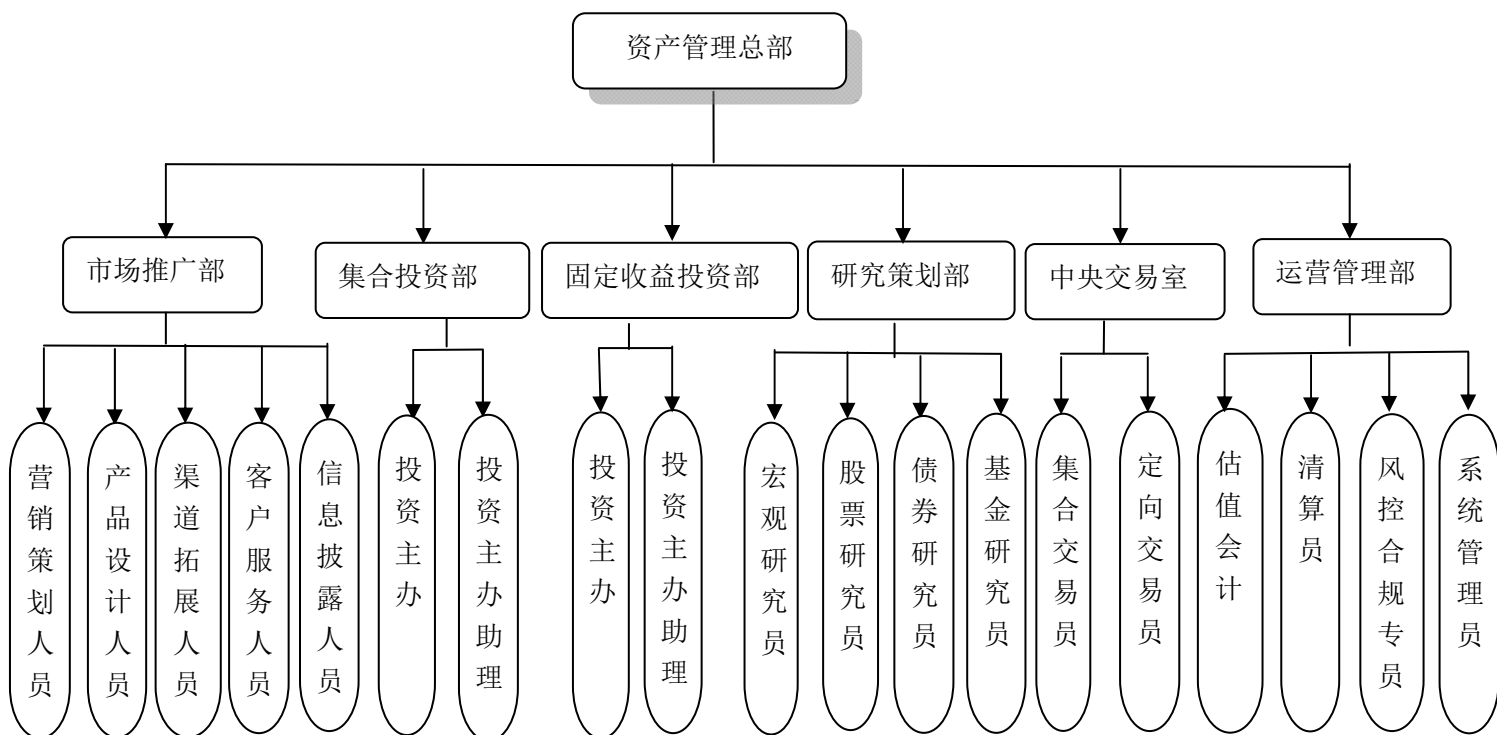 资产管理总部
市场推广部
集合投资部
固定收益投资部
研究策划部
中央交易室
运营管理部
营销策划人员
产品设计人员
渠道拓展人员
客户服务人员
信息披露人员
投资主办
投资主办助理
投资主办
投资主办助理
宏观研究员
股票研究员
债券研究员
基金研究员
集合交易员
定向交易员
估值会计
清算员
风控合规专员
系统管理员